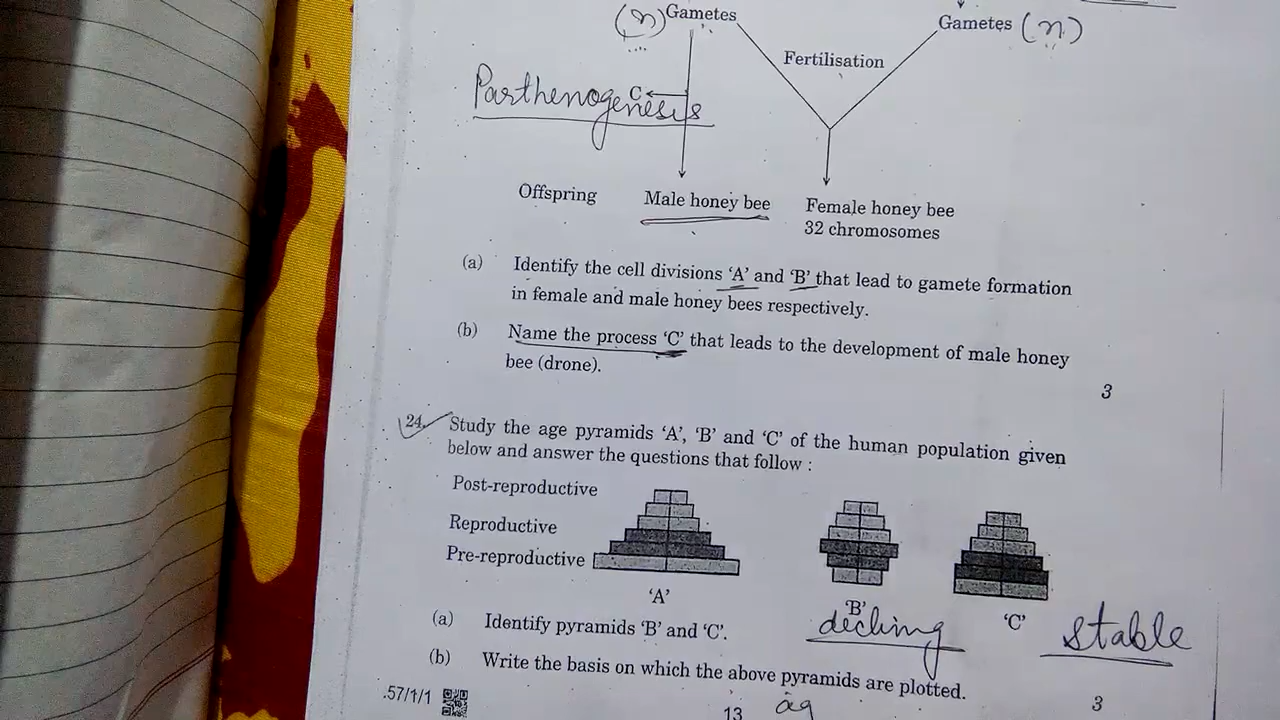 (n) Gametes
Gametes (n)
Fertilisation
Parthenogenesis
C
Offspring Male honey bee Female honey bee
32 chromosomes
(a) Identify the cell divisions ‘A’ and ‘B’ that lead to gamete formation
in female and male honey bees respectively.
(b) Name the process ‘C’ that leads to the development of male honey
bee (drone).
3
24. Study the age pyramids ‘A’, ‘B’ and ‘C’ of the human population given
below and answer the questions that follow :
Post-reproductive
Reproductive
Pre-reproductive
‘A’ ‘B’ ‘C’
declining stable
(a) Identify pyramids ‘B’ and ‘C’.
(b) Write the basis on which the above pyramids are plotted.
3
.57/1/1 13 ag